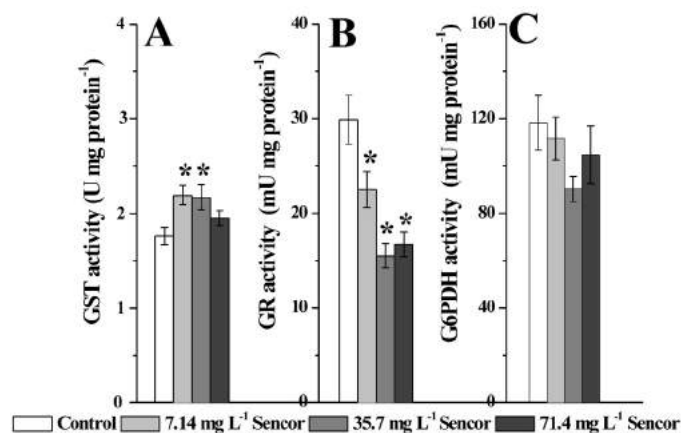 A
B
C
GST activity (U mg protein⁻¹)
4
3
2
1
0
* *
GR activity (mU mg protein⁻¹)
40
30
20
10
0
*
* *
G6PDH activity (mU mg protein⁻¹)
160
120
80
40
0
Control 7.14 mg L⁻¹ Sencor 35.7 mg L⁻¹ Sencor 71.4 mg L⁻¹ Sencor